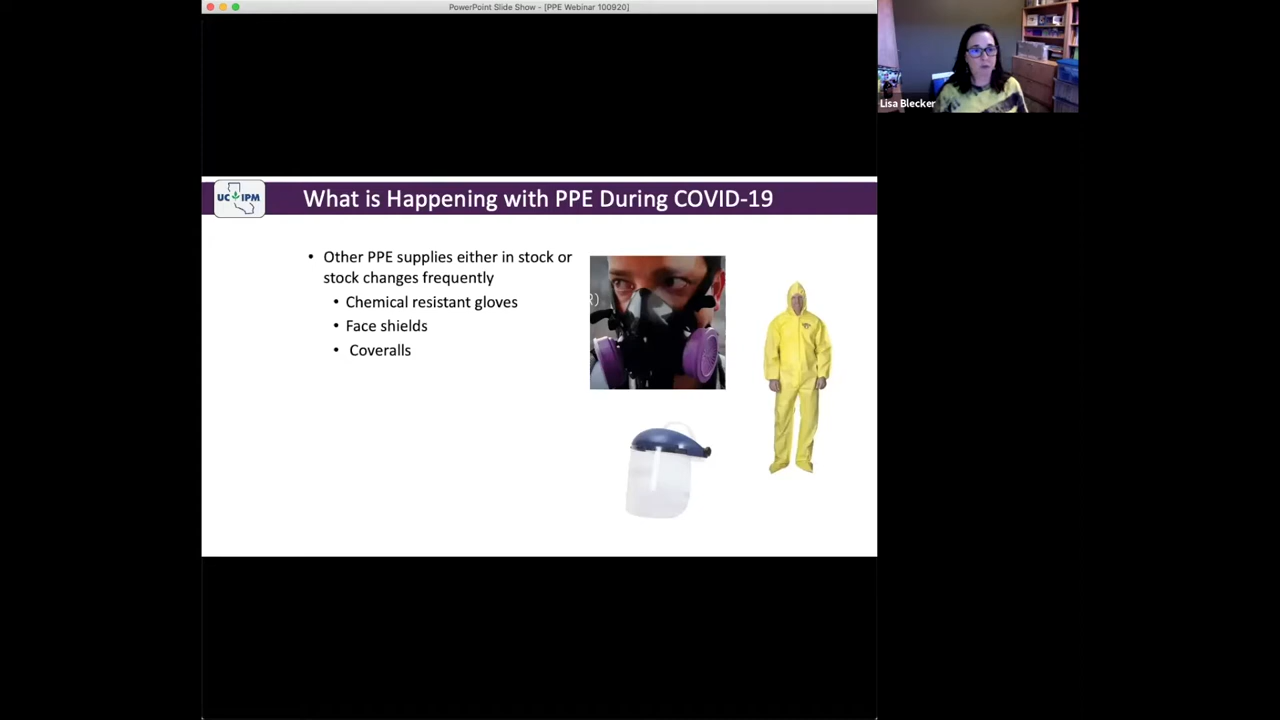 PowerPoint Slide Show - [PPE Webinar 100920]
Lisa Blecker
UC IPM
What is Happening with PPE During COVID-19
• Other PPE supplies either in stock or
stock changes frequently
• Chemical resistant gloves
• Face shields
• Coveralls
R)